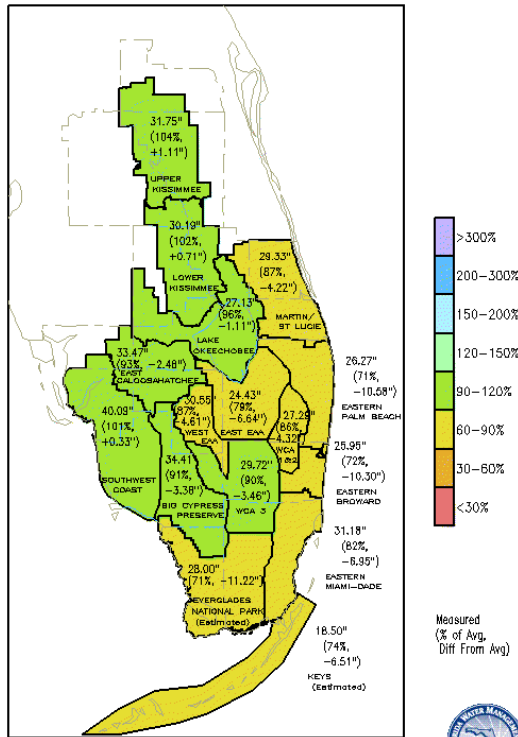 31.75"
(104%,
+1.11")
UPPER
KISSIMMEE
30.19"
(102%,
+0.71")
LOWER
KISSIMMEE
29.33"
(87%,
-4.22")
MARTIN/
ST LUCIE
27.13"
(96%,
-1.11")
LAKE
OKEECHOBEE
33.47"
(93%, -2.48")
EAST
CALOOSAHATCHEE
26.27"
(71%,
-10.58")
EASTERN
PALM BEACH
40.09"
(101%,
+0.33")
SOUTHWEST
COAST
30.55"
(87%,
-4.61")
WEST
EAA
24.43"
(79%,
-6.64")
EAST EAA
27.29"
(86%,
-4.32")
WCA
1&2
34.41"
(91%,
-3.38")
BIG CYPRESS
PRESERVE
29.72"
(90%,
-3.46")
WCA 3
25.95"
(72%,
-10.30")
EASTERN
BROWARD
31.18"
(82%,
-6.95")
EASTERN
MIAMI-DADE
28.00"
(71%, -11.22")
EVERGLADES
NATIONAL PARK
(Estimated)
18.50"
(74%,
-6.51")
KEYS
(Estimated)
>300%
200-300%
150-200%
120-150%
90-120%
60-90%
30-60%
<30%
Measured
(% of Avg,
Diff From Avg)
WATER